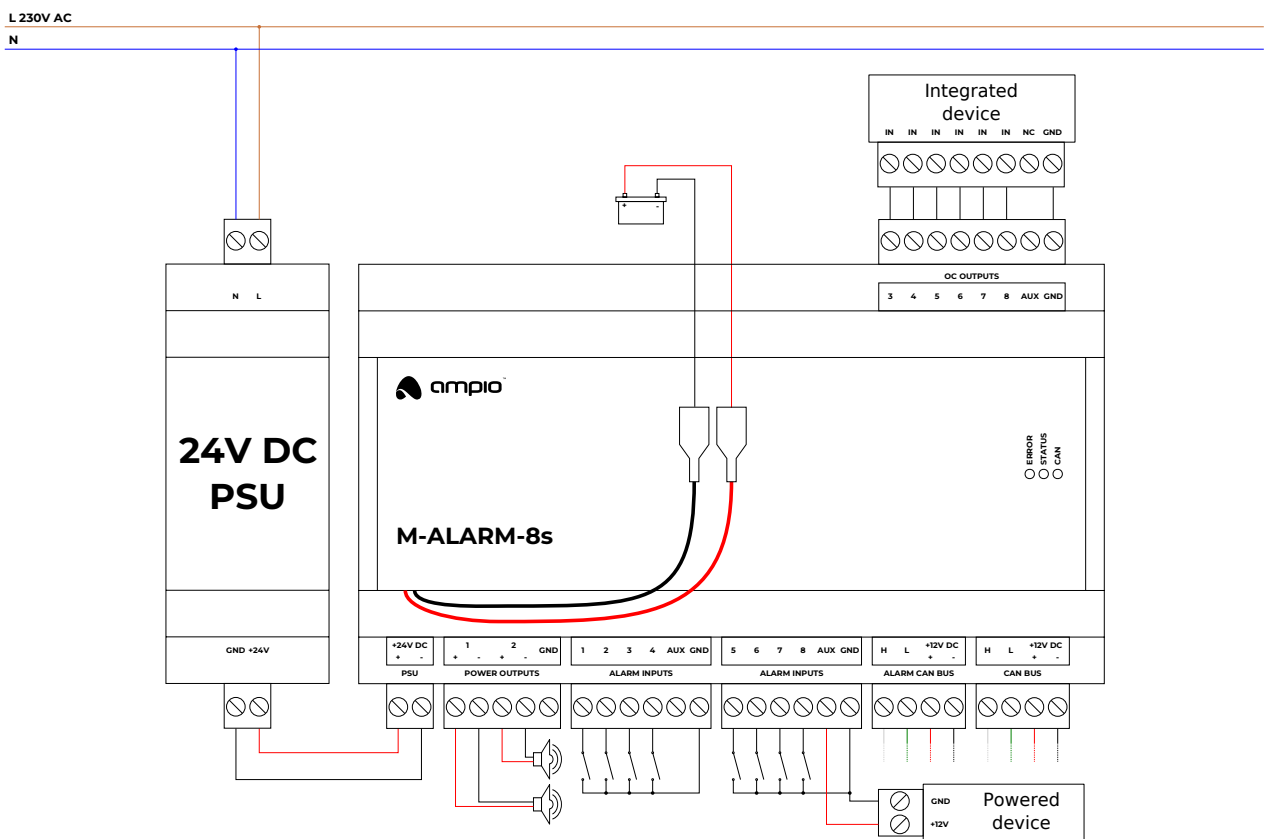 L 230V AC
N
Integrated
device
IN IN IN IN IN IN NC GND
OC OUTPUTS
3 4 5 6 7 8 AUX GND
N L
+ -
ampio
24V DC
PSU
ERROR
STATUS
CAN
M-ALARM-8s
GND +24V
+24V DC
+ -
PSU
1 2 GND
+ - + -
POWER OUTPUTS
1 2 3 4 AUX GND
ALARM INPUTS
5 6 7 8 AUX GND
ALARM INPUTS
H L +12V DC
+ -
ALARM CAN BUS
H L +12V DC
+ -
CAN BUS
GND
+12V
Powered
device